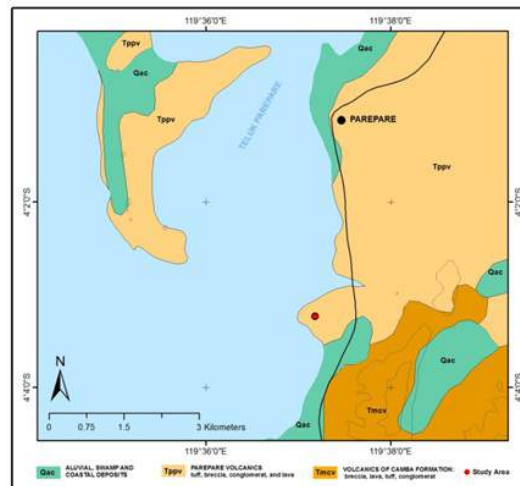 119°36'0"E 119°38'0"E
Tppv
Qac
Qac
Tppv
TELUK PAREPARE
PAREPARE
Qac
Tppv
4°2'0"S 4°2'0"S
Qac
N
4°4'0"S 4°4'0"S
Qac
Qac
Tmcv
0 0.75 1.5 3 Kilometers
119°36'0"E 119°38'0"E
Qac ALUVIAL, SWAMP AND COASTAL DEPOSITS
Tppv PAREPARE VOLCANICS
tuff, breccia, conglomerat, and lava
Tmcv VOLCANICS OF CAMBA FORMATION:
breccia, lava, tuff, conglomerat
Study Area